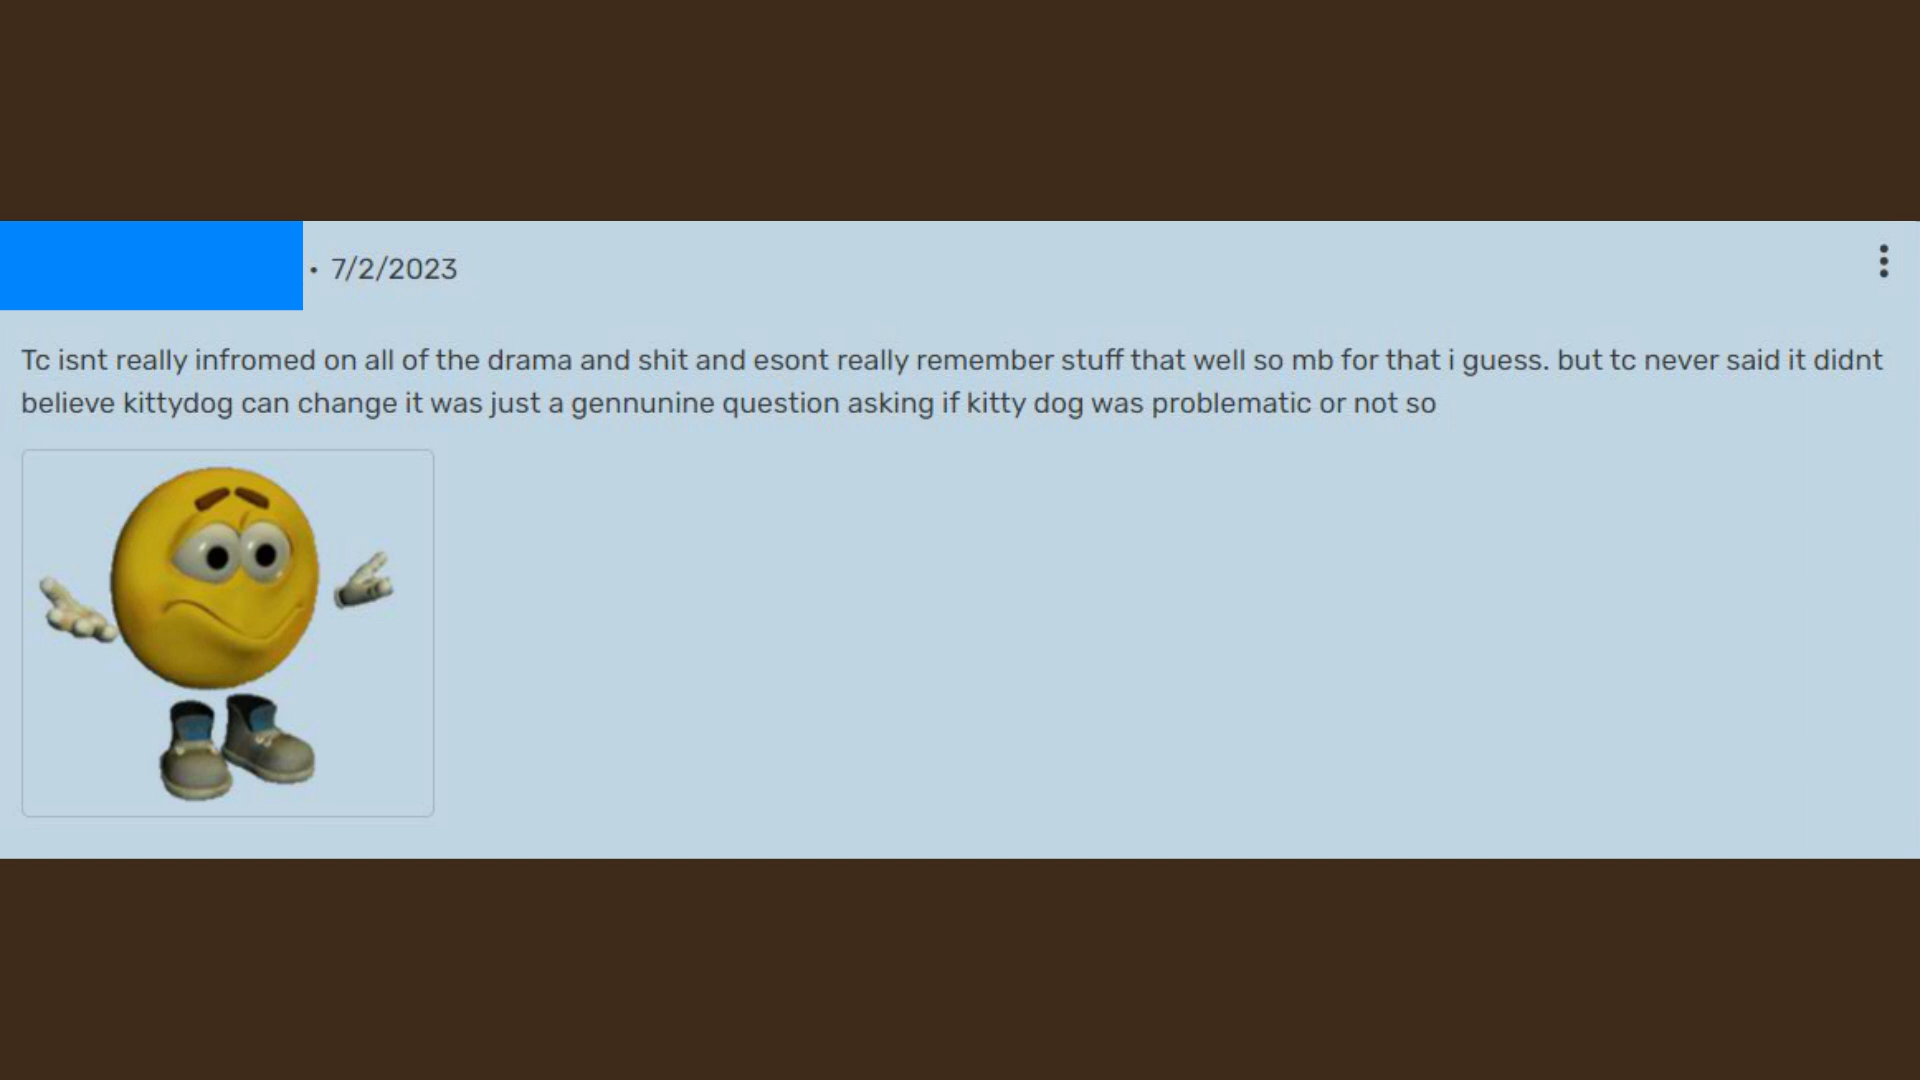 • 7/2/2023
Tc isnt really infromed on all of the drama and shit and esont really remember stuff that well so mb for that i guess. but tc never said it didnt
believe kittydog can change it was just a gennunine question asking if kitty dog was problematic or not so